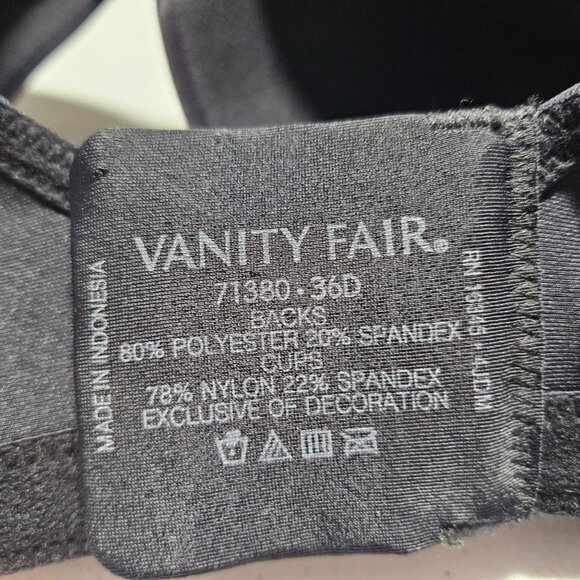 VANITY FAIR®
71380 · 36D
BACKS
80% POLYESTER 20% SPANDEX
CUPS
78% NYLON 22% SPANDEX
EXCLUSIVE OF DECORATION
MADE IN INDONESIA
RN